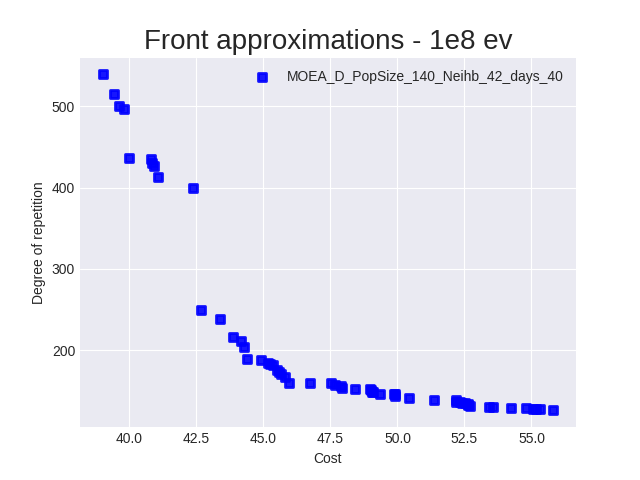 Front approximations - 1e8 ev
MOEA_D_PopSize_140_Neihb_42_days_40
Degree of repetition
500
400
300
200
40.0 42.5 45.0 47.5 50.0 52.5 55.0
Cost